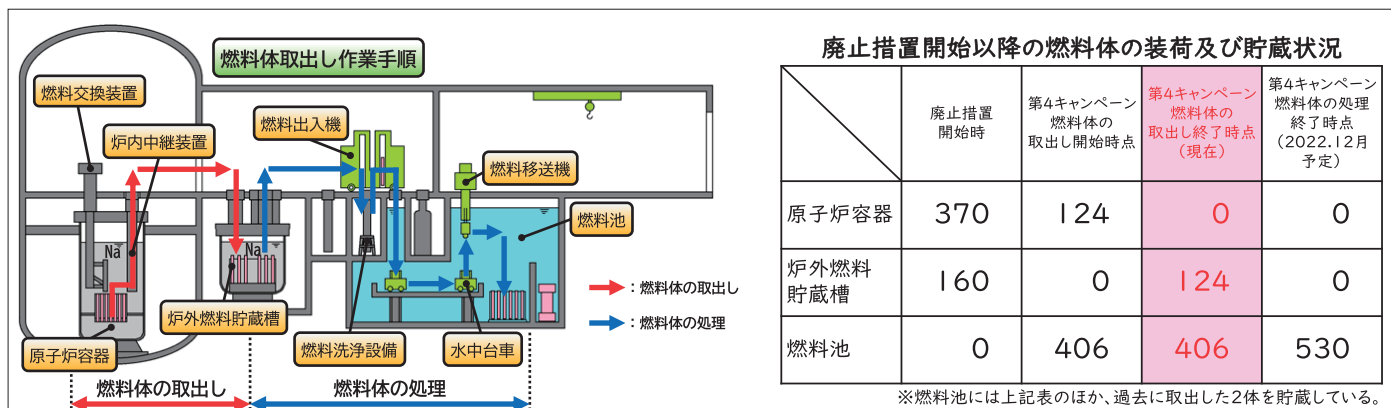 燃料体取出し作業手順
燃料交換装置
炉内中継装置
燃料出入機
燃料移送機
燃料池
Na
Na
：燃料体の取出し
：燃料体の処理
炉外燃料貯蔵槽
原子炉容器
燃料洗浄設備
水中台車
燃料体の取出し
燃料体の処理
廃止措置開始以降の燃料体の装荷及び貯蔵状況
廃止措置
開始時
第4キャンペーン
燃料体の
取出し開始時点
第4キャンペーン
燃料体の
取出し終了時点
(現在)
第4キャンペーン
燃料体の処理
終了時点
(2022.12月
予定)
原子炉容器 370 124 0 0
炉外燃料
貯蔵槽 160 0 124 0
燃料池 0 406 406 530
※燃料池には上記表のほか、過去に取出した2体を貯蔵している。